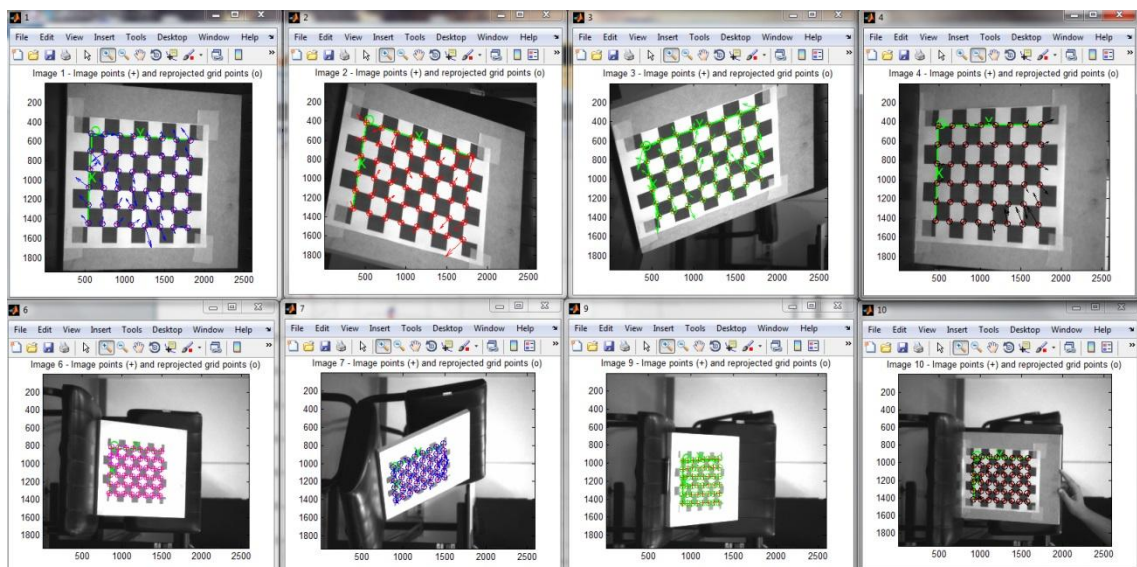 1
File Edit View Insert Tools Desktop Window Help
Image 1 - Image points (+) and reprojected grid points (o)
O
Y
X
200
400
600
800
1000
1200
1400
1600
1800
500 1000 1500 2000 2500
2
File Edit View Insert Tools Desktop Window Help
Image 2 - Image points (+) and reprojected grid points (o)
O
Y
200
400
600
800
1000
1200
1400
1600
1800
500 1000 1500 2000 2500
3
File Edit View Insert Tools Desktop Window Help
Image 3 - Image points (+) and reprojected grid points (o)
O
Y
X
200
400
600
800
1000
1200
1400
1600
1800
500 1000 1500 2000 2500
4
File Edit View Insert Tools Desktop Window Help
Image 4 - Image points (+) and reprojected grid points (o)
Y
X
200
400
600
800
1000
1200
1400
1600
1800
500 1000 1500 2000 2500
6
File Edit View Insert Tools Desktop Window Help
Image 6 - Image points (+) and reprojected grid points (o)
200
400
600
800
1000
1200
1400
1600
1800
500 1000 1500 2000 2500
7
File Edit View Insert Tools Desktop Window Help
Image 7 - Image points (+) and reprojected grid points (o)
200
400
600
800
1000
1200
1400
1600
1800
500 1000 1500 2000 2500
9
File Edit View Insert Tools Desktop Window Help
Image 9 - Image points (+) and reprojected grid points (o)
200
400
600
800
1000
1200
1400
1600
1800
500 1000 1500 2000 2500
10
File Edit View Insert Tools Desktop Window Help
Image 10 - Image points (+) and reprojected grid points (o)
200
400
600
800
1000
1200
1400
1600
1800
500 1000 1500 2000 2500